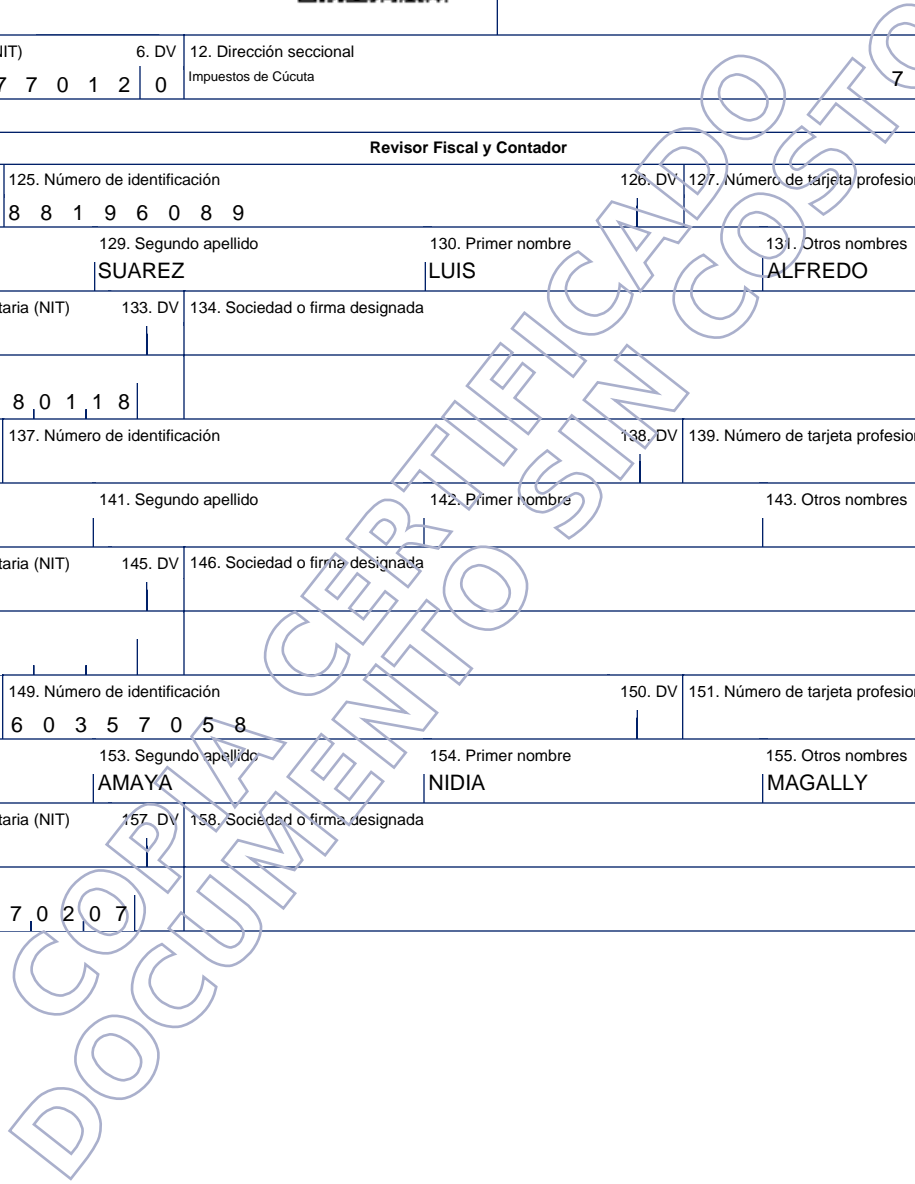 NIT) 6. DV 12. Dirección seccional
7 7 0 1 2 0 Impuestos de Cúcuta 7
Revisor Fiscal y Contador
125. Número de identificación 126. DV 127. Número de tarjeta profesion
8 8 1 9 6 0 8 9
129. Segundo apellido 130. Primer nombre 131. Otros nombres
SUAREZ LUIS ALFREDO
taria (NIT) 133. DV 134. Sociedad o firma designada
8 0 1 1 8
137. Número de identificación 138. DV 139. Número de tarjeta profesion
141. Segundo apellido 142. Primer nombre 143. Otros nombres
taria (NIT) 145. DV 146. Sociedad o firma designada
149. Número de identificación 150. DV 151. Número de tarjeta profesion
6 0 3 5 7 0 5 8
153. Segundo apellido 154. Primer nombre 155. Otros nombres
AMAYA NIDIA MAGALLY
taria (NIT) 157. DV 158. Sociedad o firma designada
7 0 2 0 7
COPIA CERTIFICADO
DOCUMENTO SIN COSTO